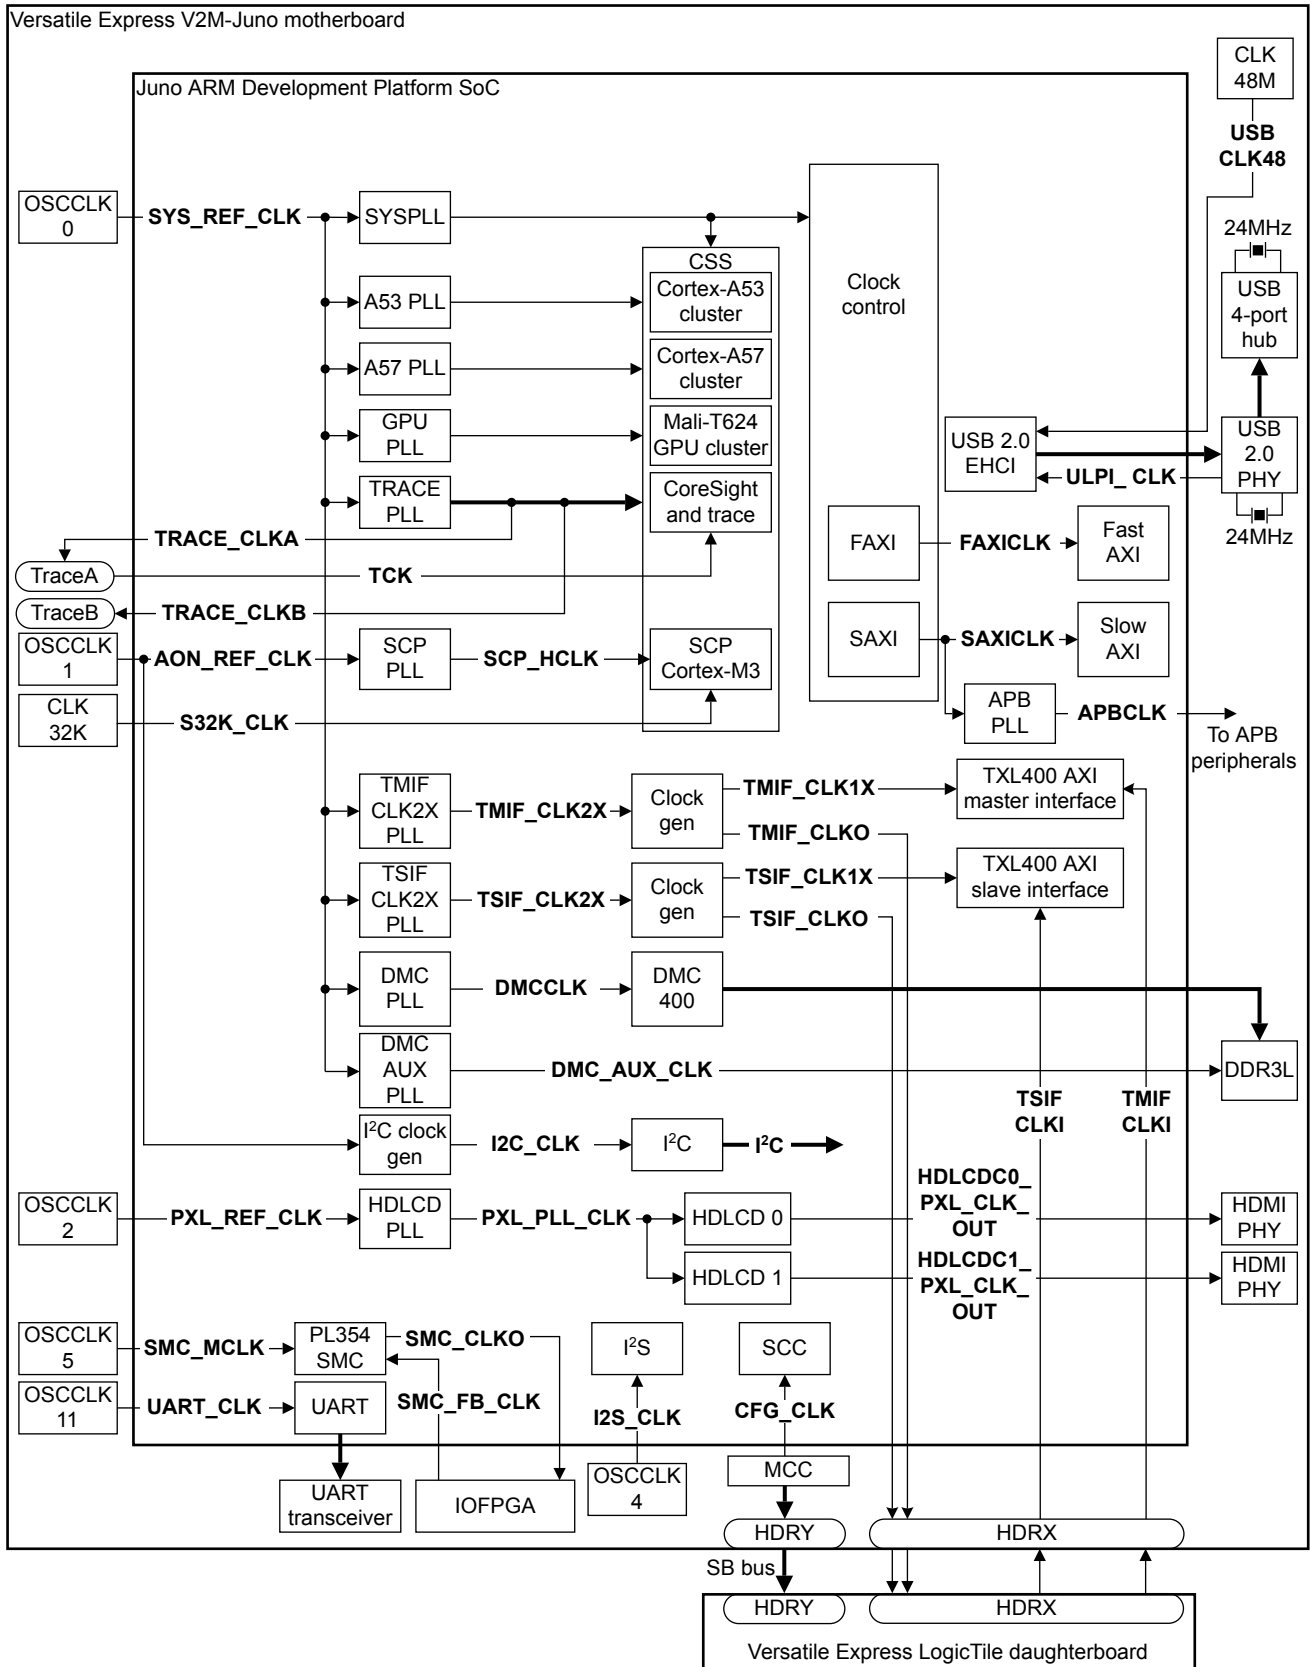 Versatile Express V2M-Juno motherboard
CLK
48M
Juno ARM Development Platform SoC
USB
CLK48
OSCCLK
0
SYS_REF_CLK
SYSPLL
24MHz
CSS
Cortex-A53
cluster
A53 PLL
Clock
control
USB
4-port
hub
A57 PLL
Cortex-A57
cluster
GPU
PLL
Mali-T624
GPU cluster
USB 2.0
EHCI
USB
2.0
PHY
ULPI_ CLK
TRACE
PLL
CoreSight
and trace
24MHz
TRACE_CLKA
FAXI
FAXICLK
Fast
AXI
TraceA
TCK
TraceB
TRACE_CLKB
OSCCLK
1
AON_REF_CLK
SCP
PLL
SCP_HCLK
SCP
Cortex-M3
SAXI
SAXICLK
Slow
AXI
CLK
32K
S32K_CLK
APB
PLL
APBCLK
To APB
peripherals
TMIF
CLK2X
PLL
TMIF_CLK2X
Clock
gen
TMIF_CLK1X
TMIF_CLKO
TXL400 AXI
master interface
TSIF
CLK2X
PLL
TSIF_CLK2X
Clock
gen
TSIF_CLK1X
TSIF_CLKO
TXL400 AXI
slave interface
DMC
PLL
DMCCLK
DMC
400
DMC
AUX
PLL
DMC_AUX_CLK
DDR3L
TSIF
CLKI
TMIF
CLKI
I²C clock
gen
I2C_CLK
I²C
I²C
OSCCLK
2
PXL_REF_CLK
HDLCD
PLL
PXL_PLL_CLK
HDLCD 0
HDLCDC0_
PXL_CLK_
OUT
HDMI
PHY
HDLCD 1
HDLCDC1_
PXL_CLK_
OUT
HDMI
PHY
OSCCLK
5
SMC_MCLK
PL354
SMC
SMC_CLKO
I²S
SCC
OSCCLK
11
UART_CLK
UART
SMC_FB_CLK
I2S_CLK
CFG_CLK
UART
transceiver
IOFPGA
OSCCLK
4
MCC
HDRY
HDRX
SB bus
HDRY
HDRX
Versatile Express LogicTile daughterboard